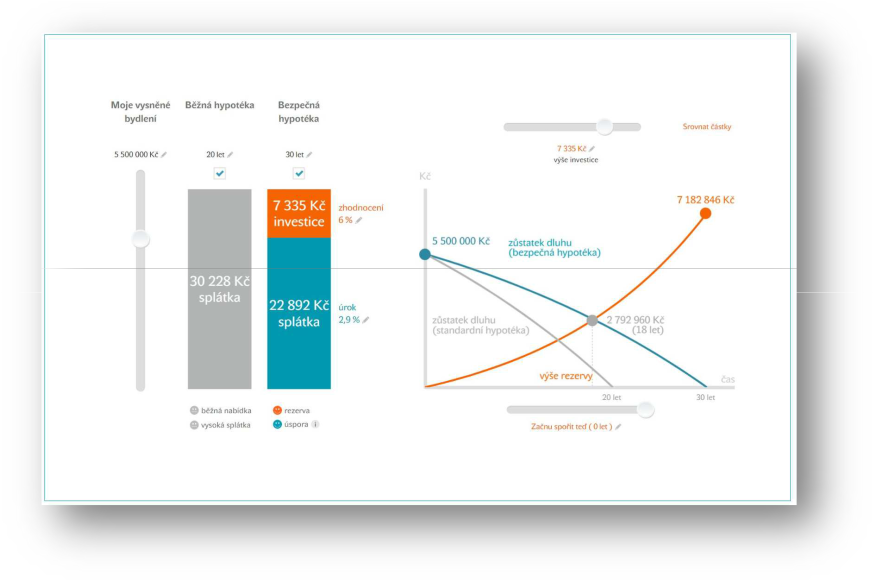 Moje vysněné
bydlení
Běžná hypotéka
Bezpečná
hypotéka
5 500 000 Kč
20 let
30 let
7 335 Kč
investice
zhodnocení
6 %
30 228 Kč
splátka
22 892 Kč
splátka
úrok
2,9 %
běžná nabídka
vysoká splátka
rezerva
úspora i
7 335 Kč
výše investice
Srovnat částky
Kč
7 182 846 Kč
5 500 000 Kč
zůstatek dluhu
(bezpečná hypotéka)
zůstatek dluhu
(standardní hypotéka)
2 792 960 Kč
(18 let)
výše rezervy
čas
20 let
30 let
Začnu spořit teď ( 0 let )